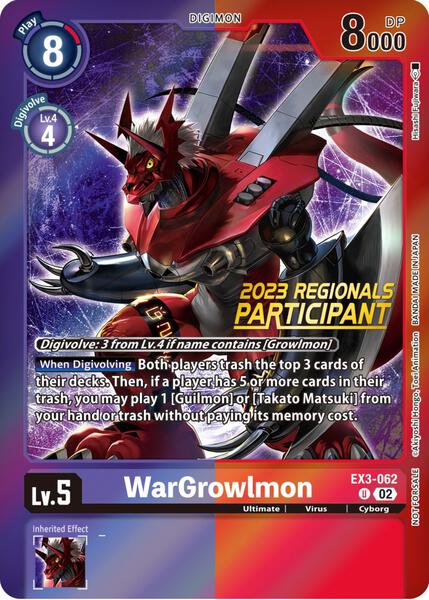 Play
8
DIGIMON
8000
DP
Digivolve
Lv.4
4
Hisashi Fujiwara
2023 REGIONALS
PARTICIPANT
Digivolve: 3 from Lv.4 if name contains [Growlmon]
When Digivolving Both players trash the top 3 cards of
their decks. Then, if a player has 5 or more cards in their
trash, you may play 1 [Guilmon] or [Takato Matsuki] from
your hand or trash without paying its memory cost.
©Akiyoshi Hongo, Toei Animation BANDAI MADE IN JAPAN
NOT FOR SALE
Lv.5
WarGrowlmon
EX3-062
U 02
Ultimate | Virus | Cyborg
Inherited Effect
–